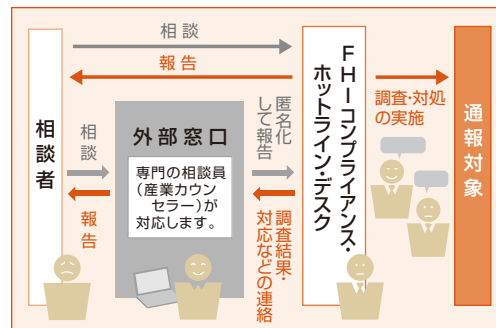 相談
報告
相談者
相談
報告
外部窓口
専門の相談員
(産業カウン
セラー)が
対応します。
匿名化
して報告
調査結果・
対応などの連絡
FHIコンプライアンス・
ホットライン・デスク
調査・対処
の実施
通報対象